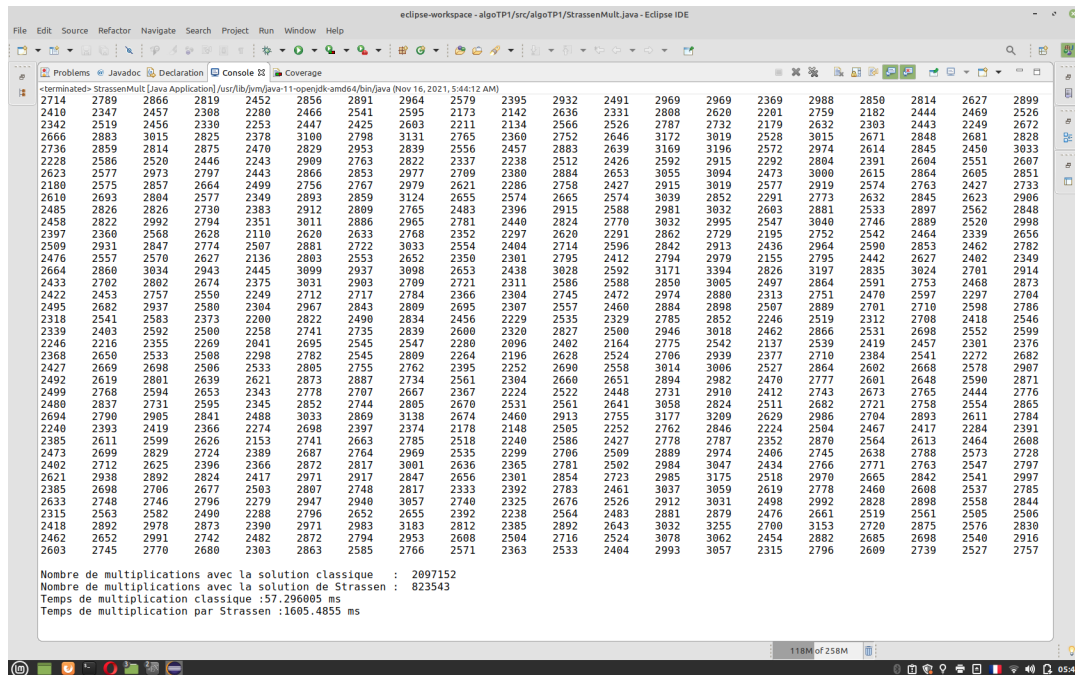 eclipse-workspace - algoTP1/src/algoTP1/StrassenMult.java - Eclipse IDE
File Edit Source Refactor Navigate Search Project Run Window Help
Problems Javadoc Declaration Console Coverage
<terminated> StrassenMult [Java Application] /usr/lib/jvm/java-11-openjdk-amd64/bin/java (Nov 16, 2021, 5:44:12 AM)
2714 2789 2866 2819 2452 2856 2891 2964 2579 2395 2932 2491 2969 2969 2369 2988 2850 2814 2627 2899
2410 2347 2457 2308 2280 2466 2541 2595 2173 2142 2636 2331 2808 2620 2201 2759 2182 2444 2469 2526
2342 2519 2456 2330 2253 2447 2425 2603 2211 2134 2566 2526 2787 2732 2179 2632 2303 2443 2249 2672
2666 2883 3015 2825 2378 3100 2798 3131 2765 2360 2752 2646 3172 3019 2528 3015 2671 2848 2681 2828
2736 2859 2814 2875 2470 2829 2953 2839 2556 2457 2883 2639 3169 3196 2572 2974 2614 2845 2450 3033
2228 2586 2520 2446 2243 2909 2763 2822 2337 2238 2512 2426 2592 2915 2292 2804 2391 2604 2551 2607
2623 2577 2973 2797 2443 2866 2855 2977 2709 2380 2884 2653 3055 3094 2473 3000 2615 2864 2605 2851
2180 2575 2857 2664 2499 2756 2767 2979 2621 2286 2758 2427 2915 3019 2577 2919 2574 2763 2427 2733
2610 2693 2804 2577 2349 2893 2859 3124 2655 2574 2665 2574 3039 2852 2291 2773 2632 2845 2623 2906
2485 2826 2826 2730 2383 2912 2809 2765 2483 2396 2915 2588 2981 3032 2603 2881 2533 2897 2562 2848
2458 2822 2992 2794 2351 3011 2886 2965 2781 2440 2824 2770 3032 2995 2547 3040 2746 2889 2520 2998
2397 2360 2568 2628 2110 2620 2633 2768 2352 2297 2620 2291 2862 2729 2195 2752 2542 2464 2339 2656
2509 2931 2847 2774 2507 2881 2722 3033 2554 2404 2714 2596 2842 2913 2436 2964 2590 2853 2462 2782
2476 2557 2570 2627 2136 2803 2553 2652 2350 2301 2795 2412 2794 2979 2155 2795 2442 2627 2402 2349
2664 2860 3034 2943 2445 3099 2937 3098 2653 2438 3028 2592 3171 3394 2826 3197 2835 3024 2701 2914
2433 2702 2802 2674 2375 3031 2903 2709 2721 2311 2586 2588 2850 3005 2497 2864 2591 2753 2468 2873
2422 2453 2757 2550 2249 2712 2717 2784 2366 2304 2745 2472 2974 2880 2313 2751 2470 2597 2297 2704
2495 2682 2937 2580 2304 2967 2843 2809 2695 2307 2557 2460 2884 2898 2507 2889 2701 2710 2598 2786
2318 2541 2583 2373 2200 2822 2490 2834 2456 2229 2535 2329 2785 2852 2246 2519 2312 2708 2418 2546
2339 2403 2592 2500 2258 2741 2735 2839 2600 2320 2827 2500 2946 3018 2462 2866 2531 2698 2552 2599
2246 2216 2355 2269 2041 2695 2545 2547 2280 2096 2402 2164 2775 2542 2137 2539 2419 2457 2301 2376
2368 2650 2533 2508 2298 2782 2545 2809 2264 2196 2628 2524 2706 2939 2377 2710 2384 2541 2272 2682
2427 2669 2698 2506 2533 2805 2755 2762 2395 2252 2690 2558 3014 3006 2527 2864 2602 2668 2578 2907
2492 2619 2801 2639 2621 2873 2887 2734 2561 2304 2660 2651 2894 2982 2470 2777 2601 2648 2590 2871
2499 2768 2594 2653 2343 2778 2707 2667 2367 2224 2522 2448 2731 2910 2412 2743 2673 2765 2444 2776
2480 2837 2731 2595 2345 2852 2744 2805 2670 2531 2561 2641 3058 2824 2511 2682 2721 2758 2554 2865
2694 2790 2905 2841 2488 3033 2869 3138 2674 2460 2913 2755 3177 3209 2629 2986 2704 2893 2611 2784
2240 2393 2419 2366 2274 2698 2397 2374 2178 2148 2505 2252 2762 2846 2224 2504 2467 2417 2284 2391
2385 2611 2599 2626 2153 2741 2663 2785 2518 2240 2586 2427 2778 2787 2352 2870 2564 2613 2464 2608
2473 2699 2829 2724 2389 2687 2764 2969 2535 2299 2706 2509 2889 2974 2406 2745 2638 2788 2573 2728
2402 2712 2625 2396 2366 2872 2817 3001 2636 2365 2781 2502 2984 3047 2434 2766 2771 2763 2547 2797
2621 2938 2892 2824 2417 2971 2917 2847 2656 2301 2854 2723 2985 3175 2518 2970 2665 2842 2541 2997
2385 2698 2706 2677 2503 2807 2748 2817 2333 2392 2783 2461 3037 3059 2619 2778 2460 2608 2537 2785
2633 2748 2746 2796 2279 2947 2940 3057 2740 2325 2676 2526 2912 3031 2498 2992 2828 2898 2558 2844
2315 2563 2582 2490 2288 2796 2652 2655 2392 2238 2564 2483 2881 2879 2476 2661 2519 2561 2505 2506
2418 2892 2978 2873 2390 2971 2983 3183 2812 2385 2892 2643 3032 3255 2700 3153 2720 2875 2576 2830
2462 2652 2991 2742 2482 2872 2794 2953 2608 2504 2716 2524 3078 3062 2454 2882 2685 2698 2540 2916
2603 2745 2770 2680 2303 2863 2585 2766 2571 2363 2533 2404 2993 3057 2315 2796 2609 2739 2527 2757
Nombre de multiplications avec la solution classique : 2097152
Nombre de multiplications avec la solution de Strassen : 823543
Temps de multiplication classique :57.296005 ms
Temps de multiplication par Strassen :1605.4855 ms
118M of 258M